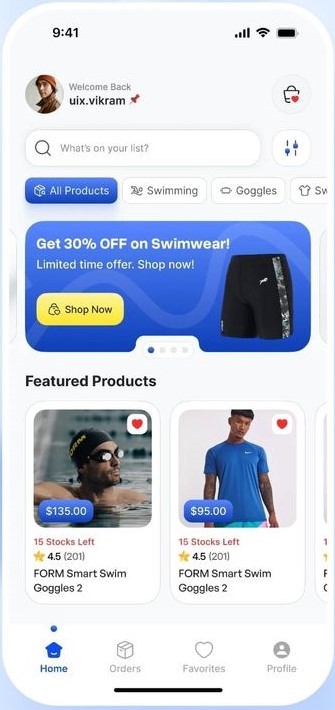 9:41
Welcome Back
uix.vikram
What's on your list?
All Products
Swimming
Goggles
Sw
Get 30% OFF on Swimwear!
Limited time offer. Shop now!
Shop Now
Featured Products
FORM
$135.00
$95.00
15 Stocks Left
15 Stocks Left
4.5 (201)
4.5 (201)
FORM Smart Swim
Goggles 2
FORM Smart Swim
Goggles 2
Home
Orders
Favorites
Profile